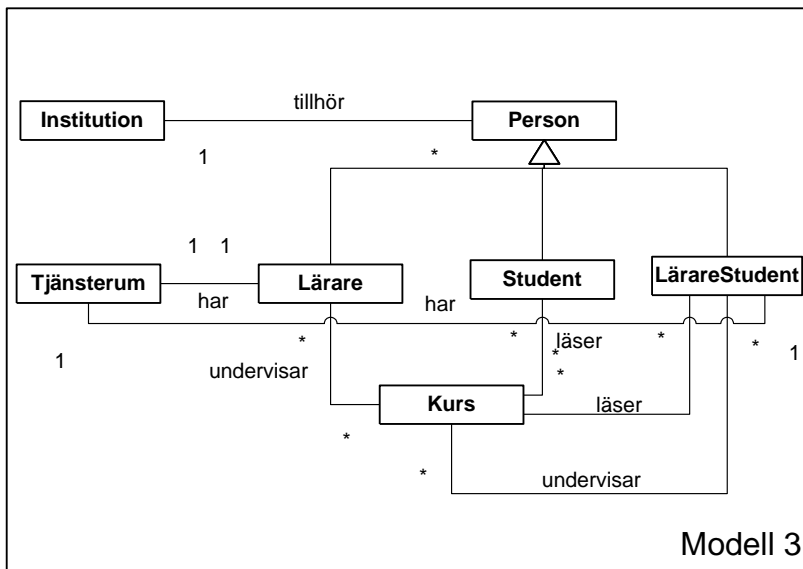 tillhör
Institution
Person
1
*
1 1
Tjänsterum
Lärare
Student
LärareStudent
har
har
*
*
läser
*
*
1
1
*
undervisar
*
Kurs
läser
*
*
undervisar
Modell 3